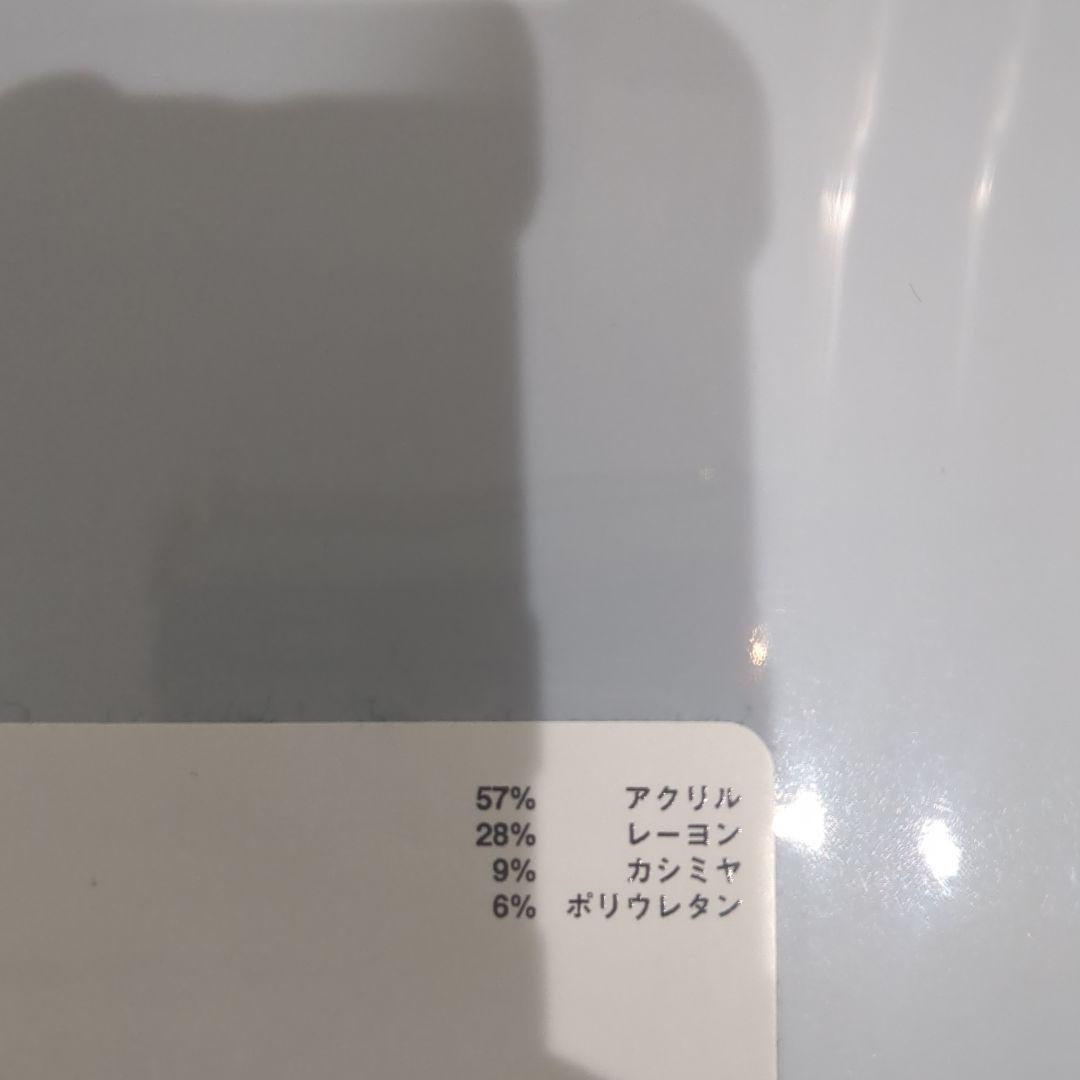 57% アクリル
28% レーヨン
9% カシミヤ
6% ポリウレタン